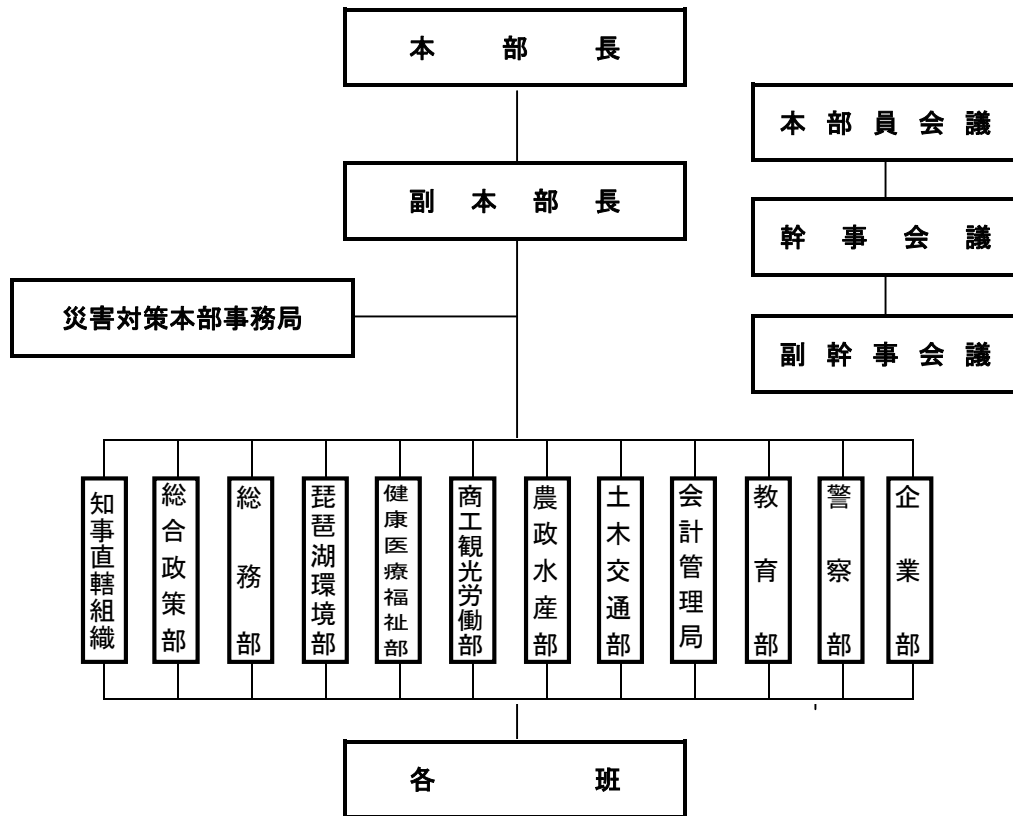 本部長
本部員会議
副本部長
幹事会議
災害対策本部事務局
副幹事会議
知事直轄組織
総合政策部
総務部
琵琶湖環境部
健康医療福祉部
商工観光労働部
農政水産部
土木交通部
会計管理局
教育部
警察部
企業部
各班